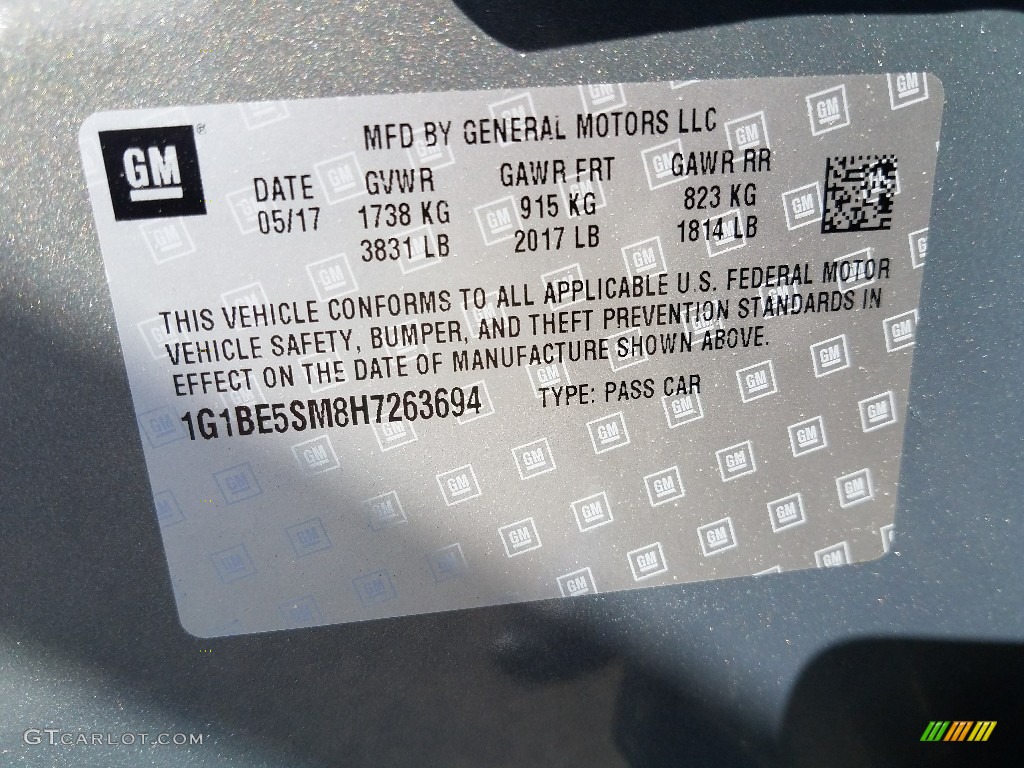 GM
MFD BY GENERAL MOTORS LLC
DATE GVWR GAWR FRT GAWR RR
05/17 1738 KG 915 KG 823 KG
3831 LB 2017 LB 1814 LB
THIS VEHICLE CONFORMS TO ALL APPLICABLE U.S. FEDERAL MOTOR
VEHICLE SAFETY, BUMPER, AND THEFT PREVENTION STANDARDS IN
EFFECT ON THE DATE OF MANUFACTURE SHOWN ABOVE.
1G1BE5SM8H7263694 TYPE: PASS CAR
GTCARLOT.COM